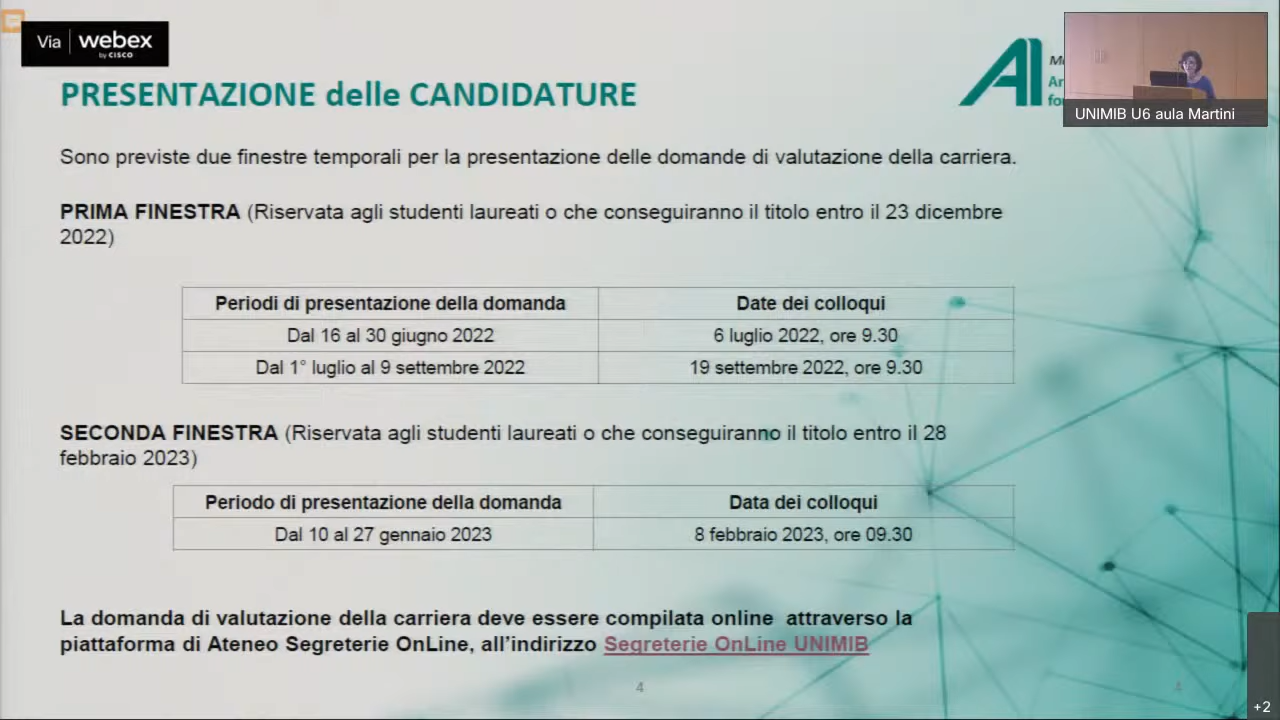 Via webex
by CISCO
PRESENTAZIONE delle CANDIDATURE
AI
Ar
for
UNIMIB U6 aula Martini
Sono previste due finestre temporali per la presentazione delle domande di valutazione della carriera.
PRIMA FINESTRA (Riservata agli studenti laureati o che conseguiranno il titolo entro il 23 dicembre
2022)
Periodi di presentazione della domanda Date dei colloqui
Dal 16 al 30 giugno 2022 6 luglio 2022, ore 9.30
Dal 1° luglio al 9 settembre 2022 19 settembre 2022, ore 9.30
SECONDA FINESTRA (Riservata agli studenti laureati o che conseguiranno il titolo entro il 28
febbraio 2023)
Periodo di presentazione della domanda Data dei colloqui
Dal 10 al 27 gennaio 2023 8 febbraio 2023, ore 09.30
La domanda di valutazione della carriera deve essere compilata online attraverso la
piattaforma di Ateneo Segreterie OnLine, all'indirizzo Segreterie OnLine UNIMIB
4 4
+2